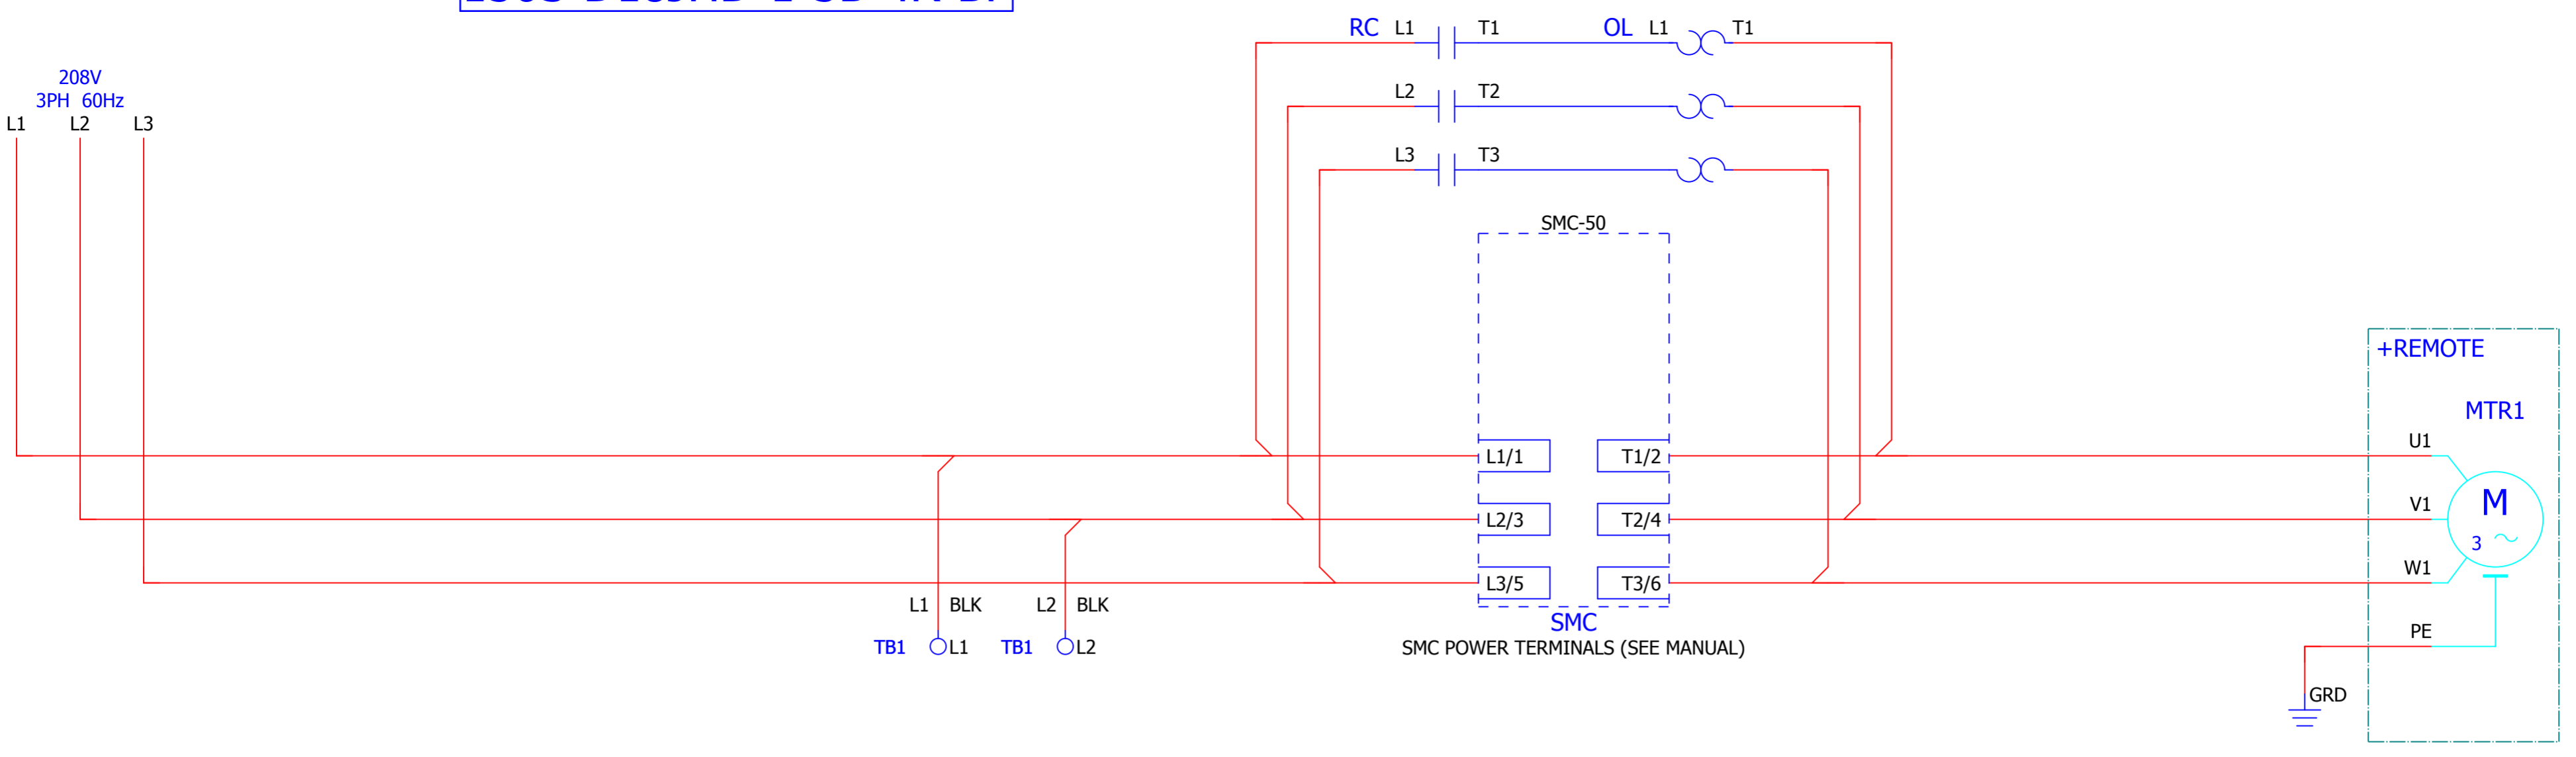 RC L1 T1 OL L1 T1
208V
3PH 60Hz
L2 T2
L1 L2 L3
L3 T3
SMC-50
+REMOTE
MTR1
U1
L1/1 T1/2
V1 M
L2/3 T2/4
3
W1
L3/5 T3/6
L1 BLK L2 BLK
SMC
PE
TB1 L1 TB1 L2
SMC POWER TERMINALS (SEE MANUAL)
GRD